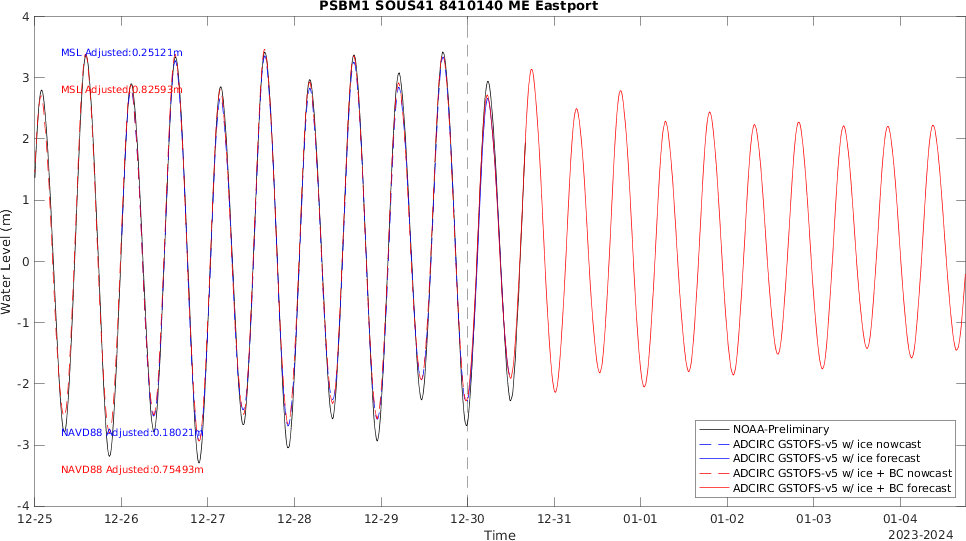 PSBM1 SOUS41 8410140 ME Eastport
4
3
2
1
0
-1
-2
-3
-4
Water Level (m)
MSL Adjusted:0.25121m
MSL Adjusted:0.82593m
NAVD88 Adjusted:0.18021m
NAVD88 Adjusted:0.75493m
NOAA-Preliminary
ADCIRC GSTOFS-v5 w/ ice nowcast
ADCIRC GSTOFS-v5 w/ ice forecast
ADCIRC GSTOFS-v5 w/ ice + BC nowcast
ADCIRC GSTOFS-v5 w/ ice + BC forecast
12-25 12-26 12-27 12-28 12-29 12-30 12-31 01-01 01-02 01-03 01-04
Time
2023-2024